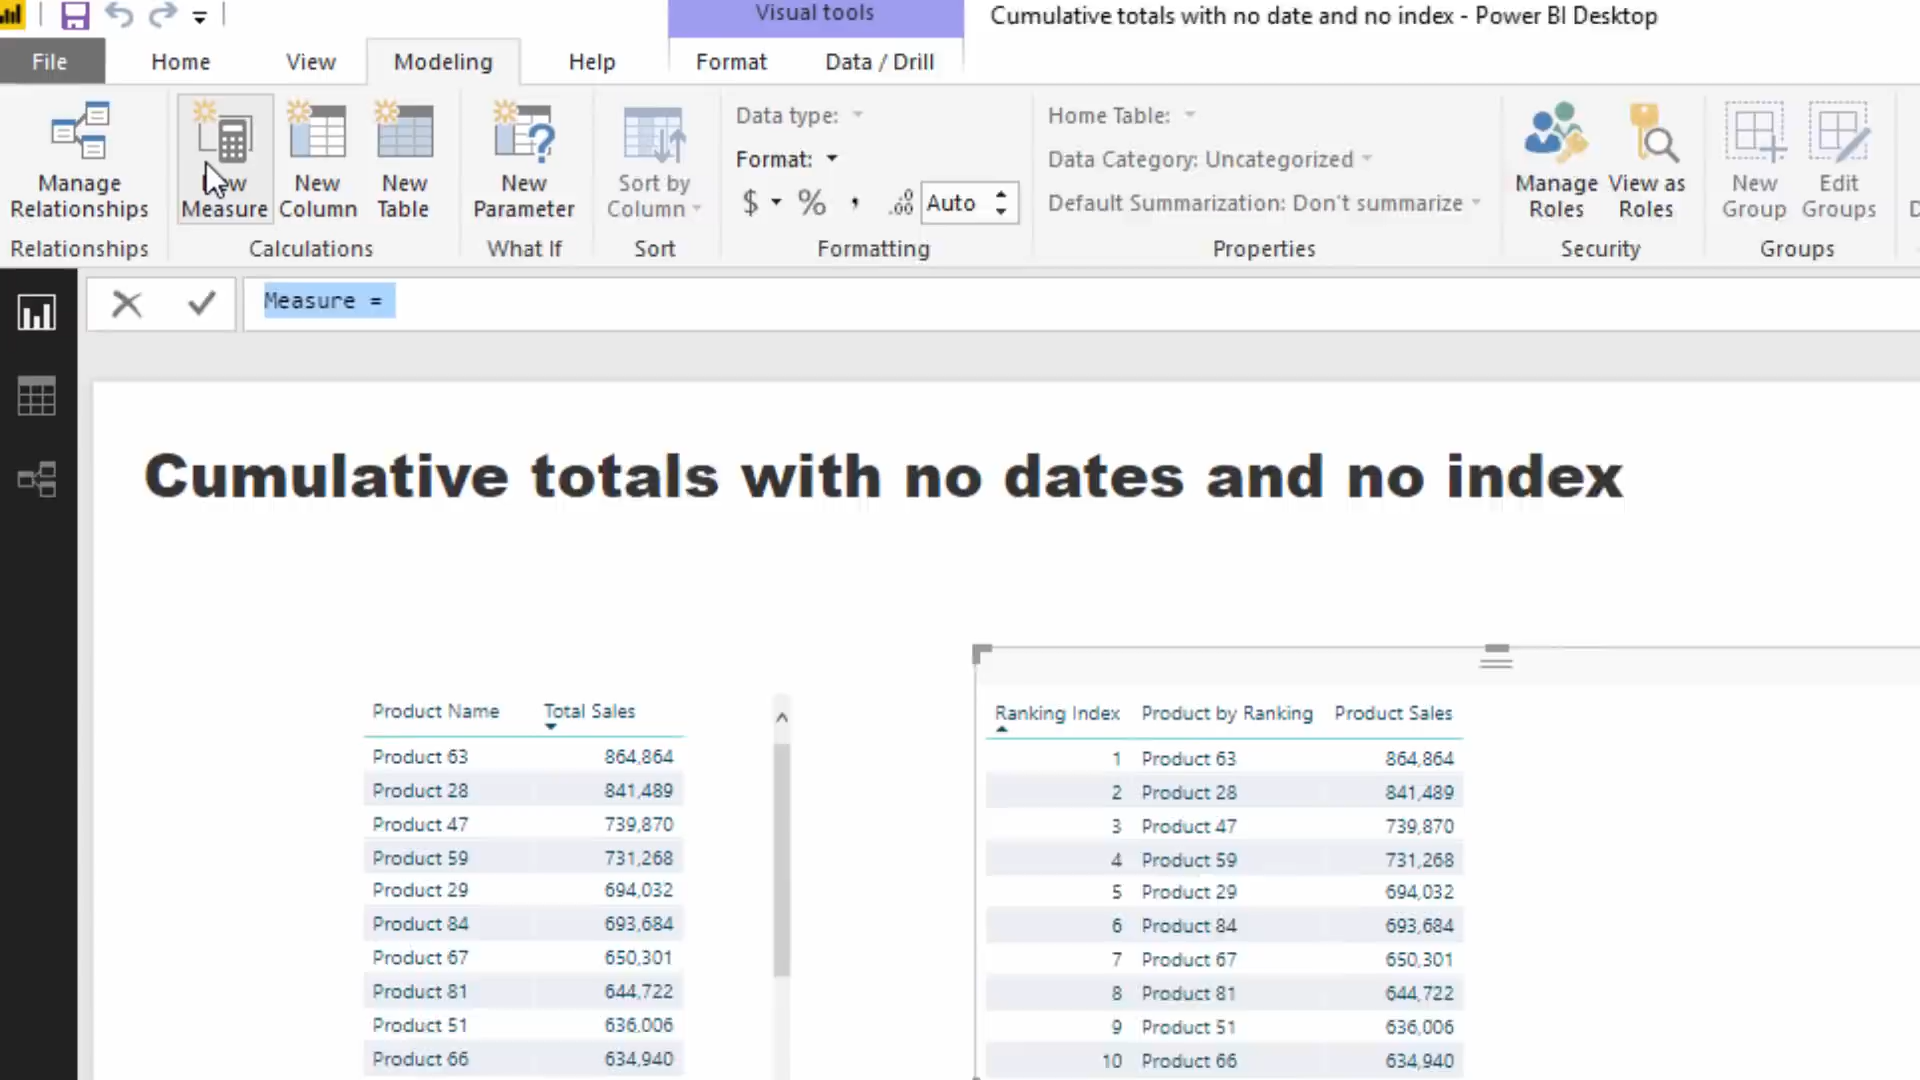 Visual tools
Cumulative totals with no date and no index - Power BI Desktop
File
Home
View
Modeling
Help
Format
Data / Drill
Manage Relationships
New Measure
New Column
New Table
New Parameter
Sort by Column
Data type:
Format:
$ % , .00 Auto
Home Table:
Data Category: Uncategorized
Default Summarization: Don't summarize
Manage Roles
View as Roles
New Group
Edit Groups
Relationships
Calculations
What If
Sort
Formatting
Properties
Security
Groups
Measure =
Cumulative totals with no dates and no index
Product Name Total Sales
Product 63 864,864
Product 28 841,489
Product 47 739,870
Product 59 731,268
Product 29 694,032
Product 84 693,684
Product 67 650,301
Product 81 644,722
Product 51 636,006
Product 66 634,940
Ranking Index Product by Ranking Product Sales
1 Product 63 864,864
2 Product 28 841,489
3 Product 47 739,870
4 Product 59 731,268
5 Product 29 694,032
6 Product 84 693,684
7 Product 67 650,301
8 Product 81 644,722
9 Product 51 636,006
10 Product 66 634,940